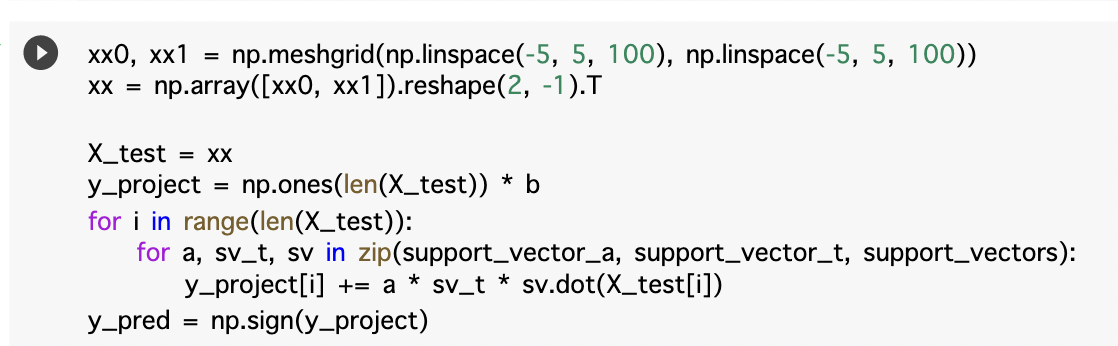 xx0, xx1 = np.meshgrid(np.linspace(-5, 5, 100), np.linspace(-5, 5, 100))
xx = np.array([xx0, xx1]).reshape(2, -1).T

X_test = xx
y_project = np.ones(len(X_test)) * b
for i in range(len(X_test)):
    for a, sv_t, sv in zip(support_vector_a, support_vector_t, support_vectors):
        y_project[i] += a * sv_t * sv.dot(X_test[i])
y_pred = np.sign(y_project)